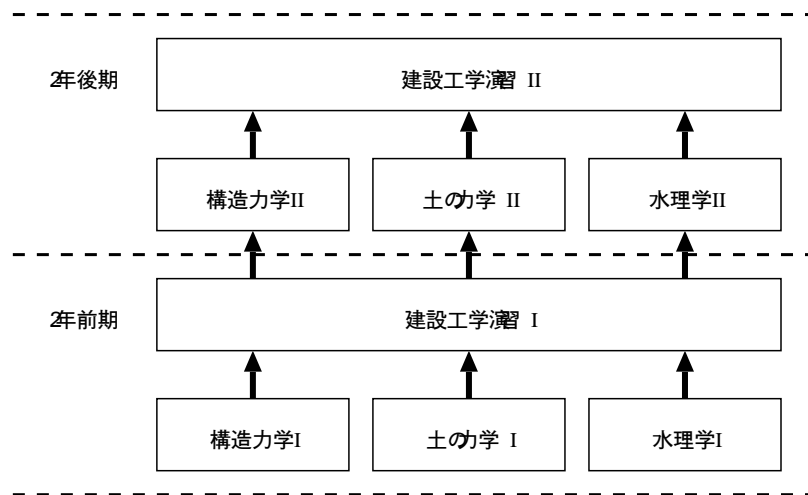 2年後期
建設工学演習 II
構造力学II
土の力学 II
水理学II
2年前期
建設工学演習 I
構造力学I
土の力学 I
水理学I